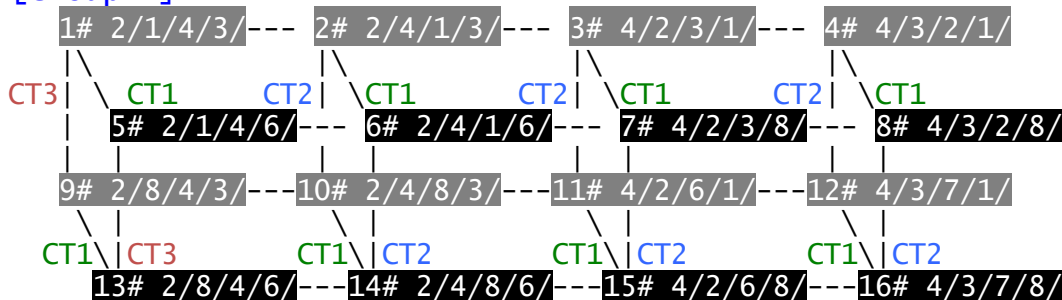 1# 2/1/4/3/--- 2# 2/4/1/3/--- 3# 4/2/3/1/--- 4# 4/3/2/1/
CT3 CT1 CT2 CT1 CT2 CT1 CT2 CT1
5# 2/1/4/6/--- 6# 2/4/1/6/--- 7# 4/2/3/8/--- 8# 4/3/2/8/
9# 2/8/4/3/---10# 2/4/8/3/---11# 4/2/6/1/---12# 4/3/7/1/
CT1 CT3 CT1 CT2 CT1 CT2 CT1 CT2
13# 2/8/4/6/---14# 2/4/8/6/---15# 4/2/6/8/---16# 4/3/7/8/